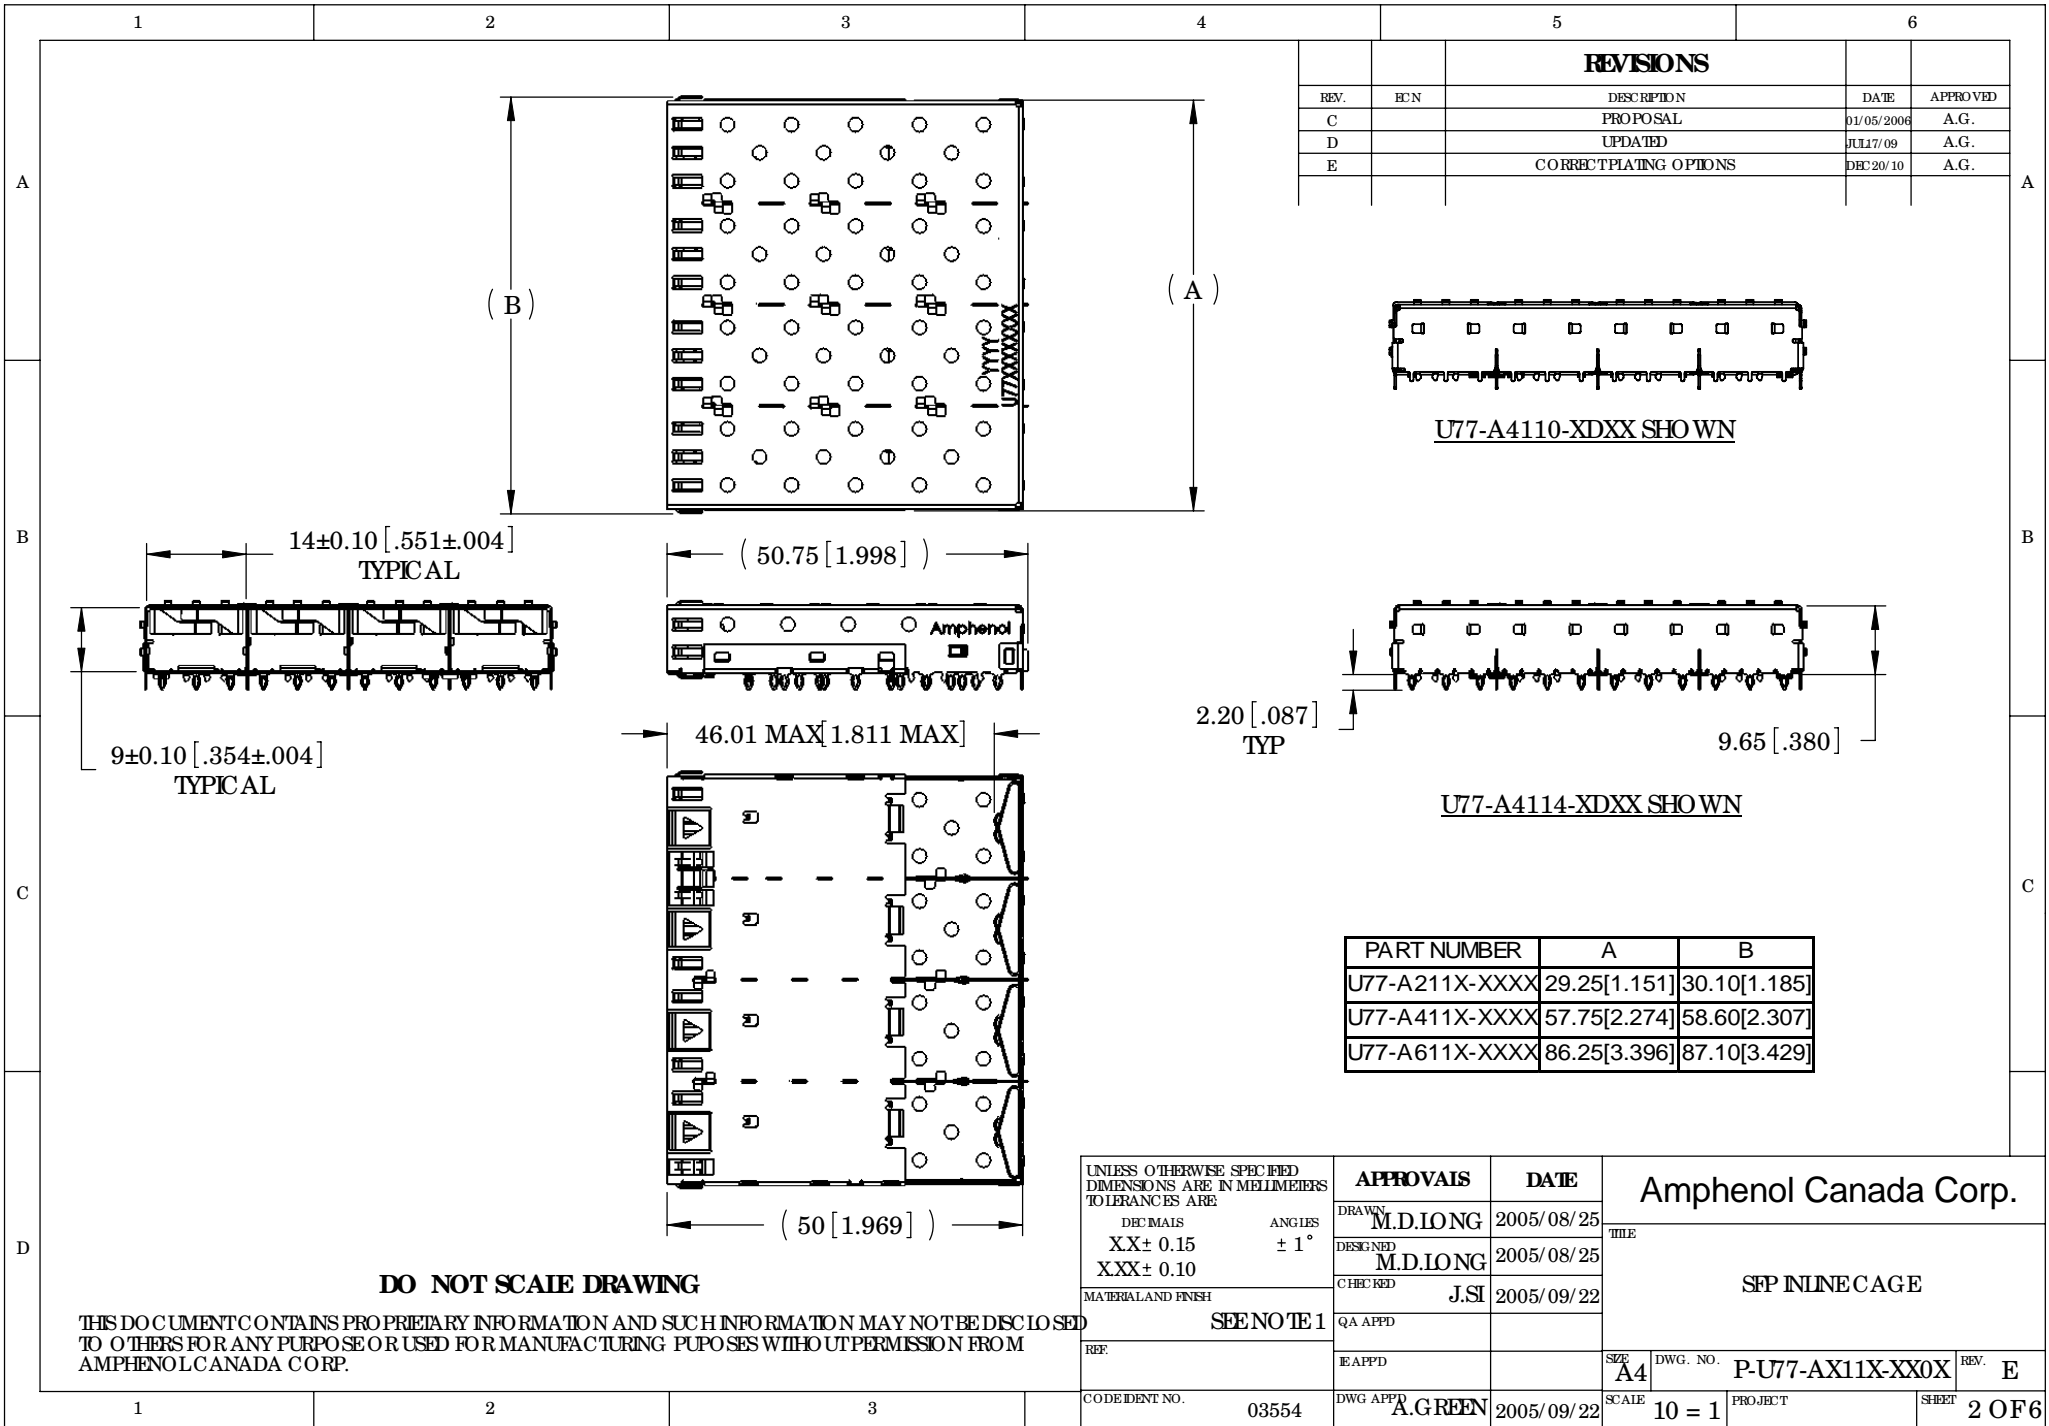 1 2 3 4 5 6
REVISIONS
REV. ECN DESCRIPTION DATE APPROVED
C PROPOSAL 01/05/2006 A.G.
D UPDATED JUL17/09 A.G.
E CORRECT PLATING OPTIONS DEC 20/10 A.G.
A
A
( B )
( A )
YYYY
U77XXXXXXX
U77-A4110-XDXX SHOWN
B
B
14±0.10 [.551±.004]
TYPICAL
( 50.75 [1.998] )
Amphenol
9±0.10 [.354±.004]
TYPICAL
46.01 MAX [1.811 MAX]
2.20 [.087]
TYP
9.65 [.380]
U77-A4114-XDXX SHOWN
C
C
PART NUMBER A B
U77-A211X-XXXX 29.25[1.151] 30.10[1.185]
U77-A411X-XXXX 57.75[2.274] 58.60[2.307]
U77-A611X-XXXX 86.25[3.396] 87.10[3.429]
D
D
( 50 [1.969] )
DO NOT SCALE DRAWING
THIS DOCUMENT CONTAINS PROPRIETARY INFORMATION AND SUCH INFORMATION MAY NOT BE DISCLOSED
TO OTHERS FOR ANY PURPOSE OR USED FOR MANUFACTURING PUPOSES WITHOUT PERMISSION FROM
AMPHENOL CANADA CORP.
UNLESS OTHERWISE SPECIFIED
DIMENSIONS ARE IN MELLIMETERS
TOLERANCES ARE:
DECIMALS ANGLES
X.X ± 0.15 ± 1°
X.XX ± 0.10
MATERIAL AND FINISH
SEE NOTE 1
REF.
CODE IDENT NO. 03554
APPROVALS DATE
DRAWN M.D.LONG 2005/08/25
DESIGNED M.D.LONG 2005/08/25
CHECKED J.SI 2005/09/22
QA APPD
IE APP'D
DWG APPD A.GREEN 2005/09/22
Amphenol Canada Corp.
TITLE
SFP INLINE CAGE
SIZE A4 DWG. NO. P-U77-AX11X-XX0X REV. E
SCALE 10 = 1 PROJECT SHEET 2 OF 6
1 2 3